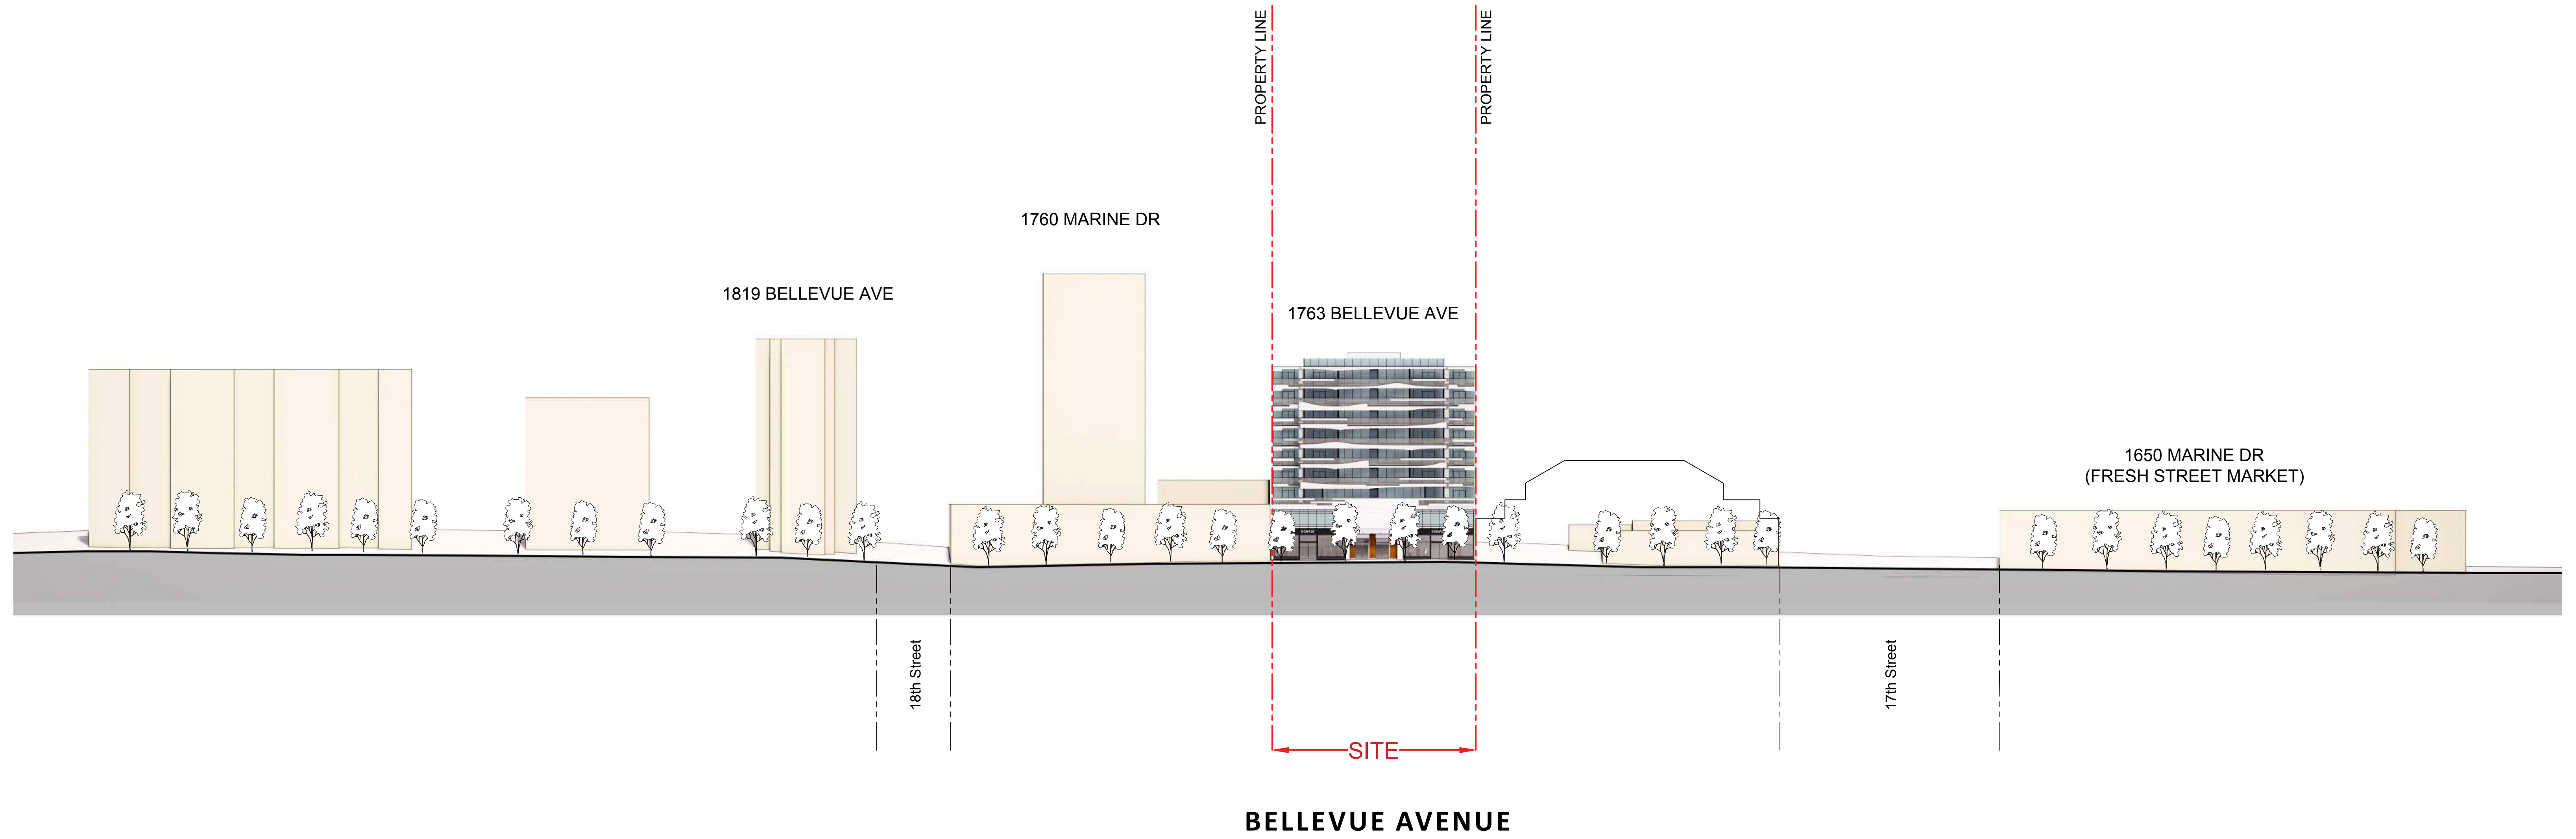 PROPERTY LINE
PROPERTY LINE
1760 MARINE DR
1819 BELLEVUE AVE
1763 BELLEVUE AVE
1650 MARINE DR
(FRESH STREET MARKET)
18th Street
17th Street
SITE
BELLEVUE AVENUE